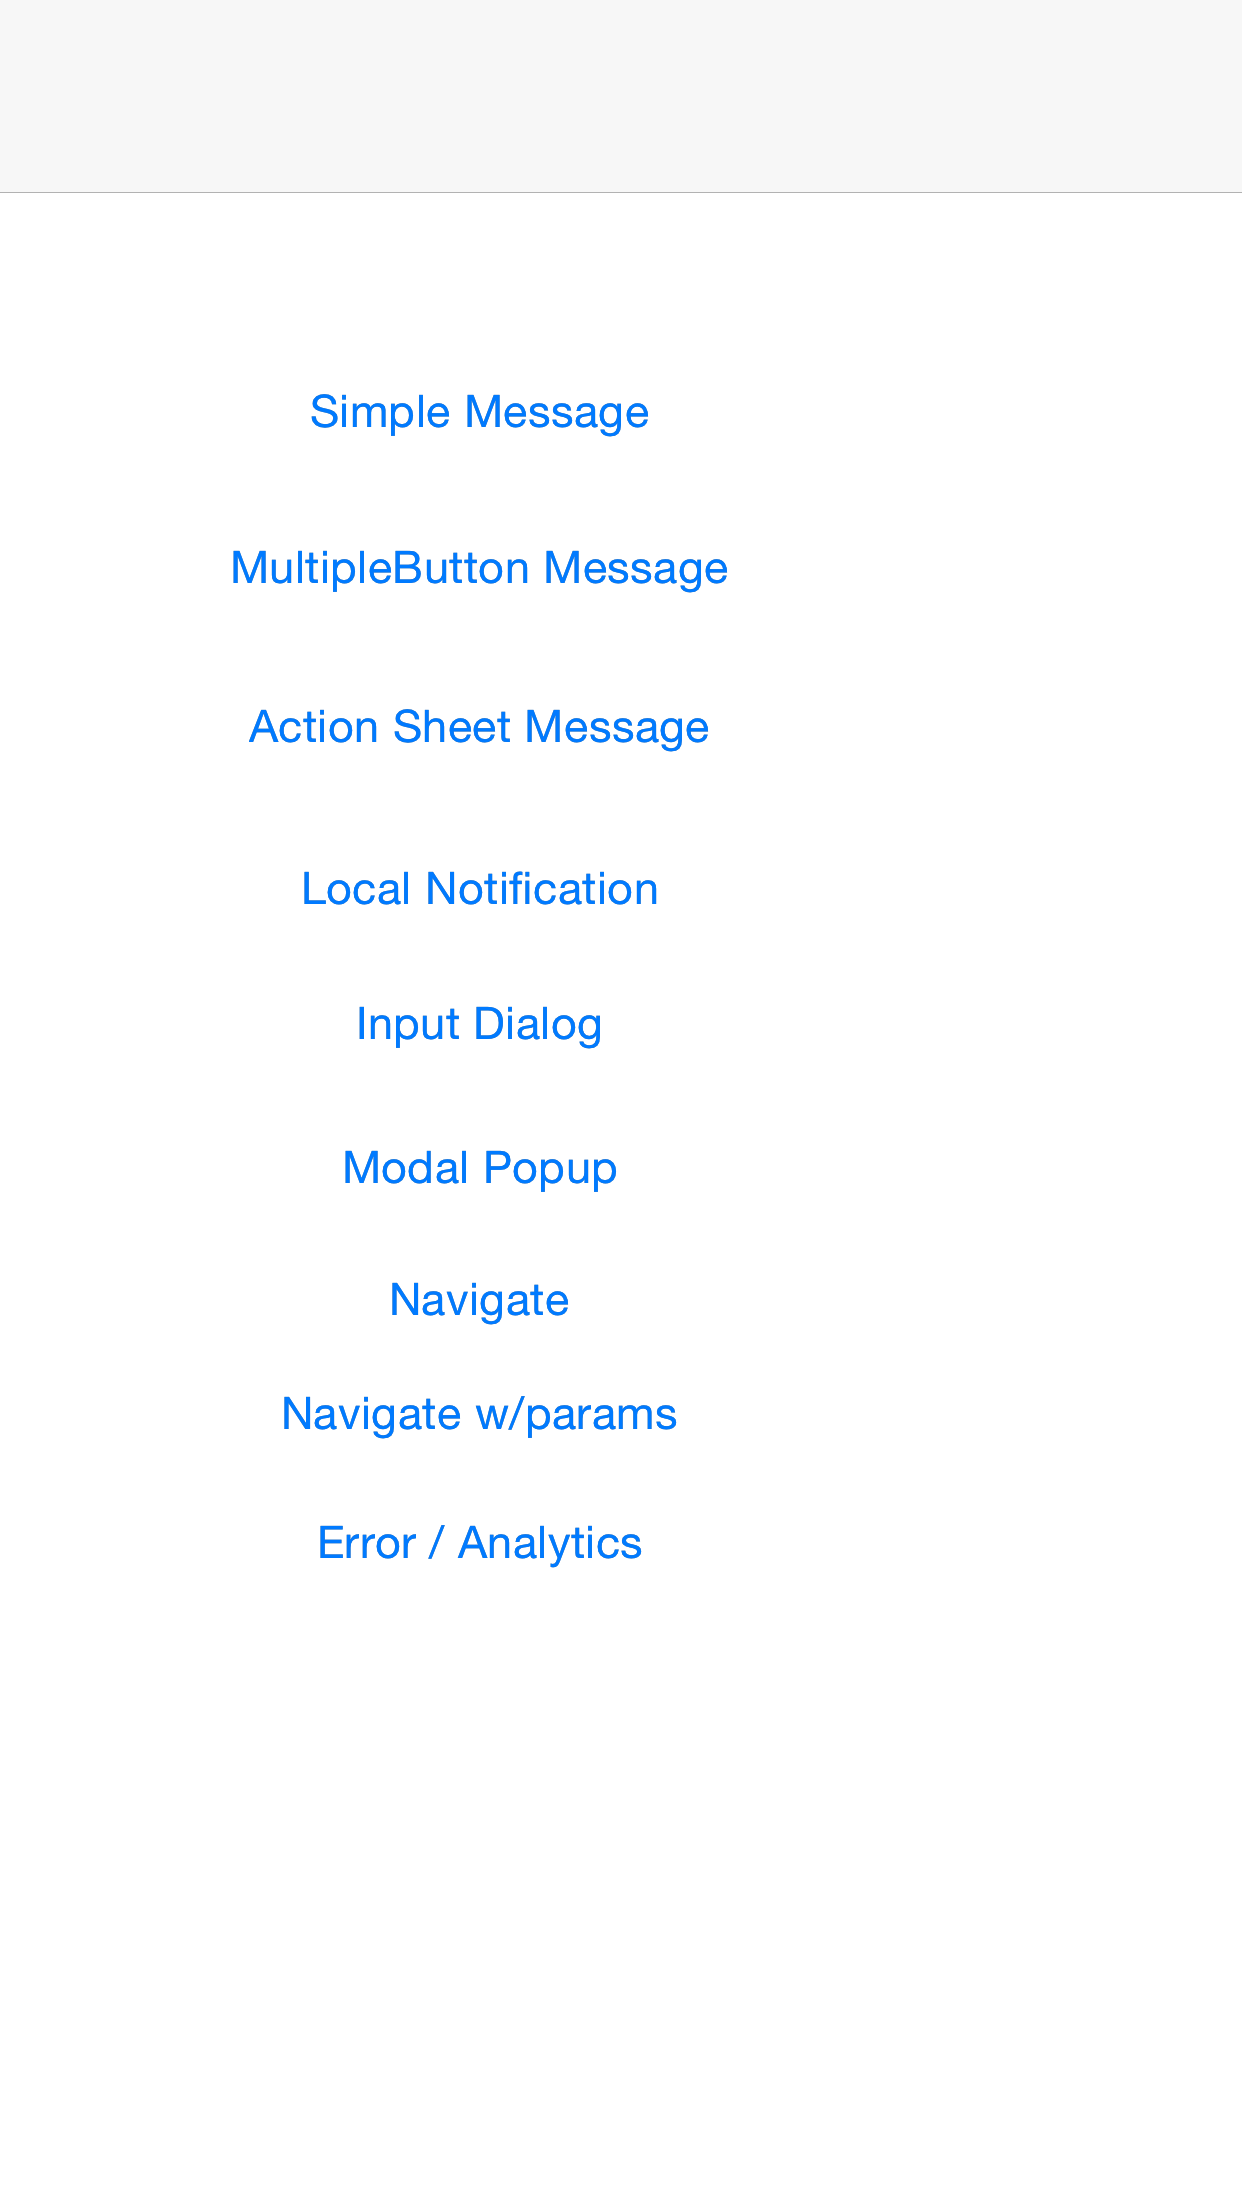 Simple Message
MultipleButton Message
Action Sheet Message
Local Notification
Input Dialog
Modal Popup
Navigate
Navigate w/params
Error / Analytics